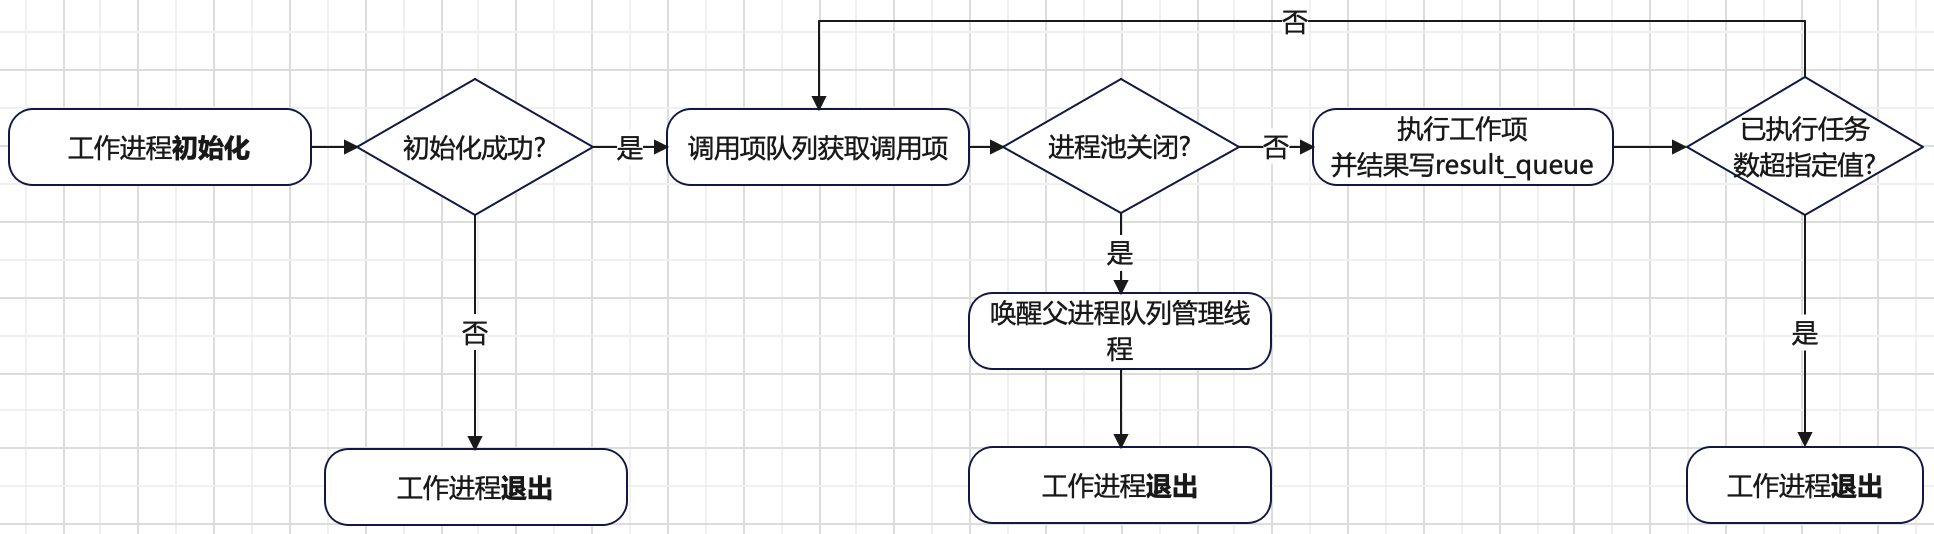 否
工作进程初始化
初始化成功?
是
调用项队列获取调用项
进程池关闭?
否
执行工作项
并结果写result_queue
已执行任务
数超指定值?
是
唤醒父进程队列管理线
程
否
是
工作进程退出
工作进程退出
工作进程退出